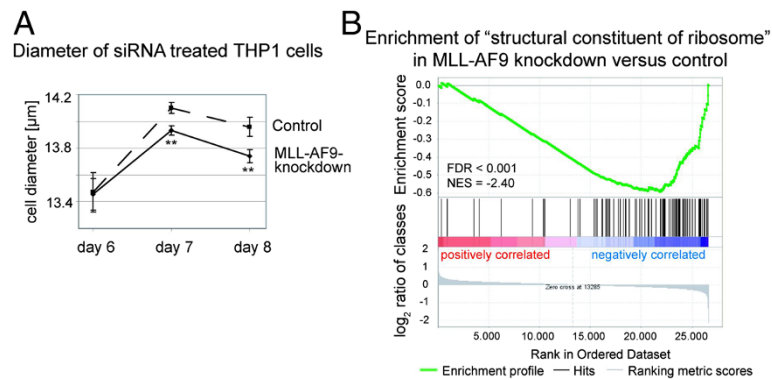 A
Diameter of siRNA treated THP1 cells
cell diameter [µm]
14.2
13.8
13.4
Control
MLL-AF9-
knockdown
**
**
day 6
day 7
day 8
B
Enrichment of “structural constituent of ribosome”
in MLL-AF9 knockdown versus control
Enrichment score
0.0
-0.1
-0.2
-0.3
-0.4
-0.5
-0.6
FDR < 0.001
NES = -2.40
positively correlated
negatively correlated
log2 ratio of classes
2
1
0
-1
-2
Zero cross at 13285
5.000
10.000
15.000
20.000
25.000
Rank in Ordered Dataset
Enrichment profile
Hits
Ranking metric scores